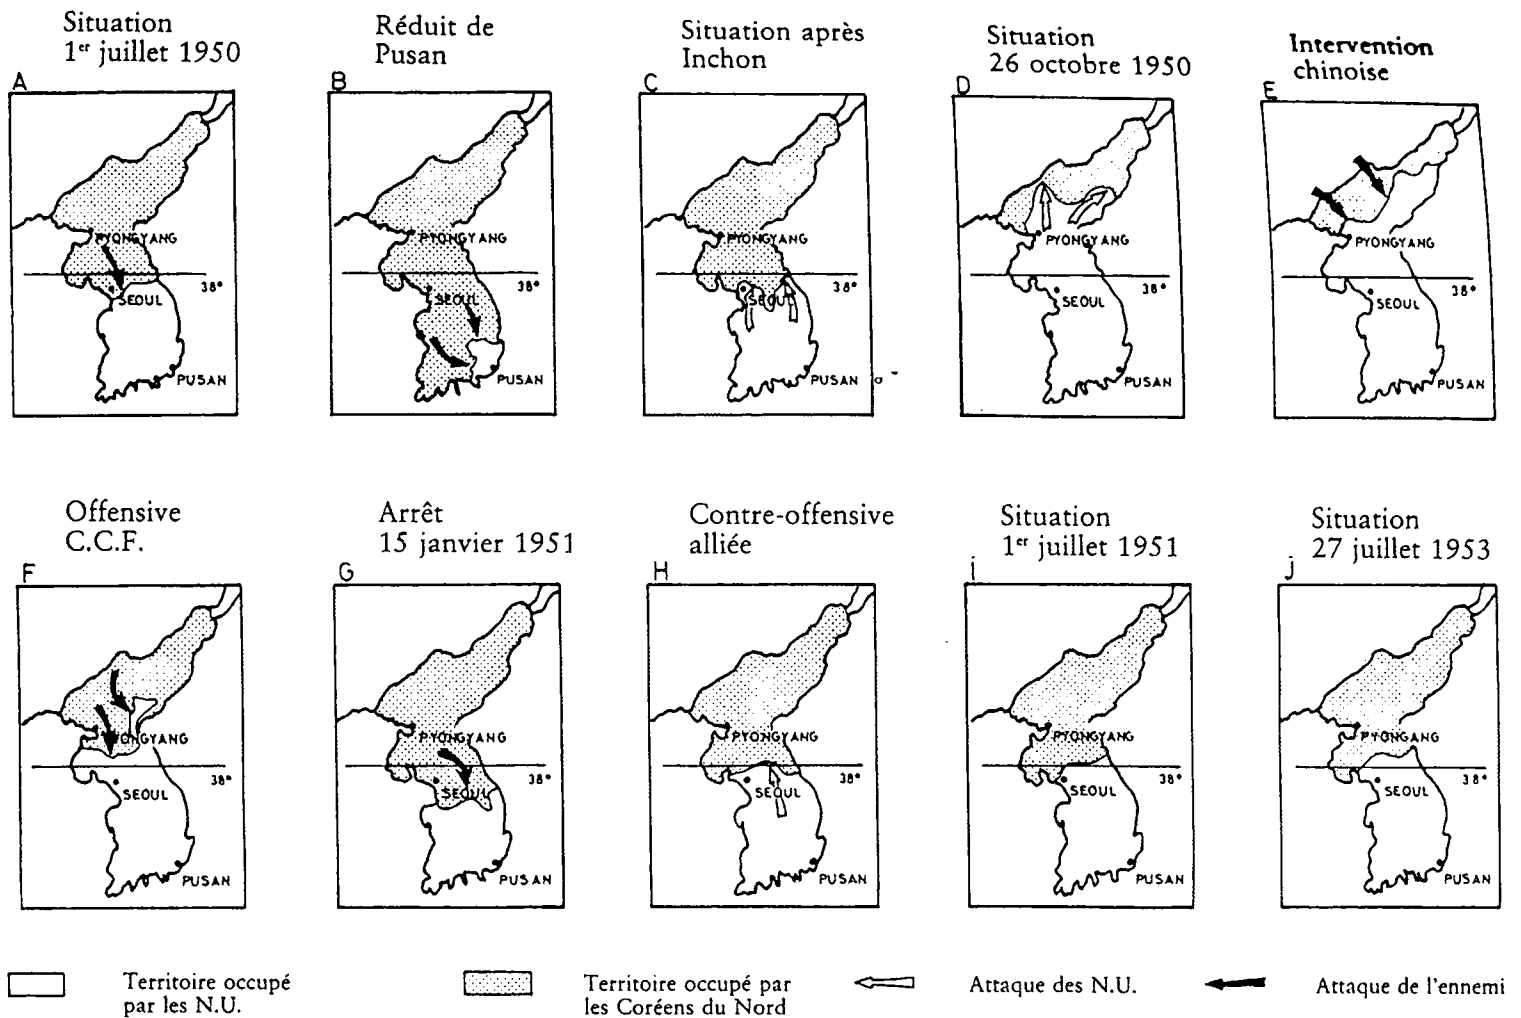 Situation
1er juillet 1950
A
PYONGYANG
38°
SEOUL
PUSAN
Réduit de
Pusan
B
PYONGYANG
38°
SEOUL
PUSAN
Situation après
Inchon
C
PYONGYANG
38°
SEOUL
PUSAN
Situation
26 octobre 1950
D
PYONGYANG
38°
SEOUL
PUSAN
Intervention
chinoise
E
PYONGYANG
38°
SEOUL
PUSAN
Offensive
C.C.F.
F
PYONGYANG
38°
SEOUL
PUSAN
Arrêt
15 janvier 1951
G
PYONGYANG
38°
SEOUL
PUSAN
Contre-offensive
alliée
H
PYONGYANG
38°
SEOUL
PUSAN
Situation
1er juillet 1951
i
PYONGYANG
38°
SEOUL
PUSAN
Situation
27 juillet 1953
j
PYONGANG
38°
SEOUL
PUSAN
Territoire occupé
par les N.U.
Territoire occupé par
les Coréens du Nord
Attaque des N.U.
Attaque de l'ennemi